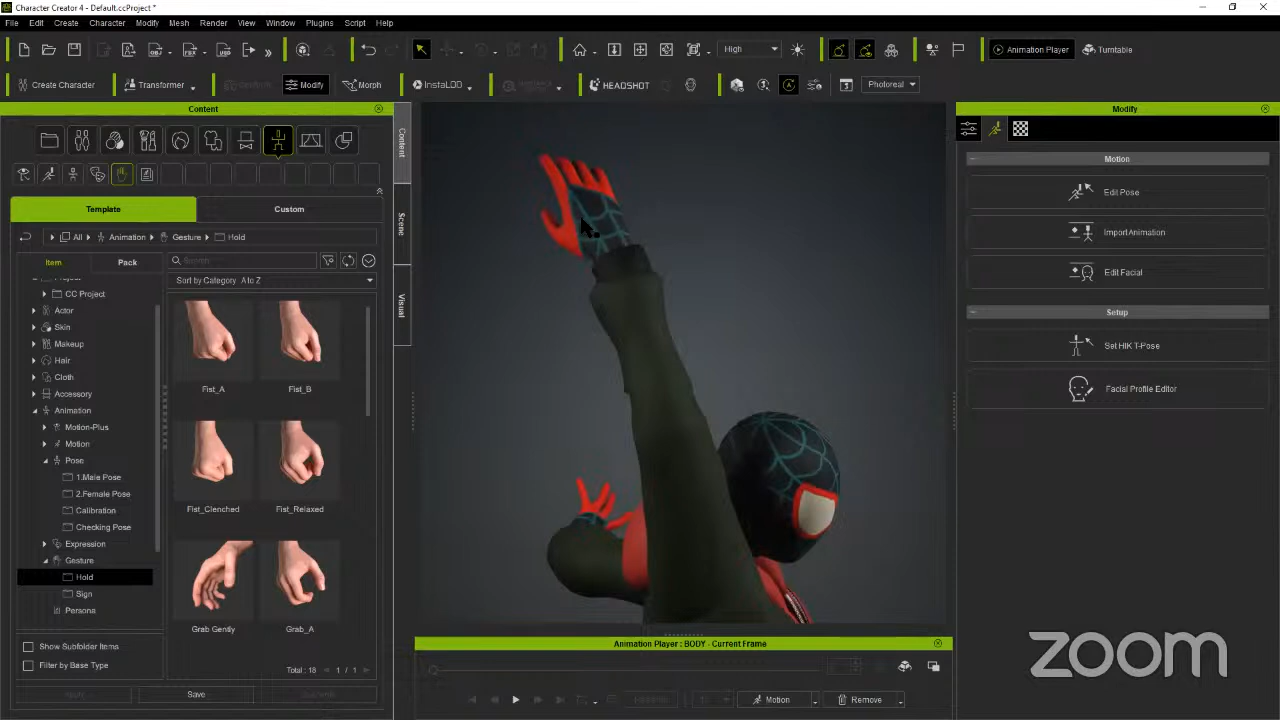 Character Creator 4 - Default.ccProject *
File Edit Create Character Modify Mesh Render View Window Plugins Script Help
High Animation Player Turntable
Create Character Transformer Modify Morph InstaLOD HEADSHOT Photoreal
Content
Modify
Content
Scene
Visual
Template Custom
All Animation Gesture Hold
Item Pack
Search
Sort by Category A to Z
CC Project
Actor
Skin
Makeup
Hair
Cloth
Accessory
Animation
Motion-Plus
Motion
Pose
1.Male Pose
2.Female Pose
Calibration
Checking Pose
Expression
Gesture
Hold
Sign
Persona
Fist_A Fist_B
Fist_Clenched Fist_Relaxed
Grab Gently Grab_A
Show Subfolder Items
Filter by Base Type
Total : 18 1 / 1
Apply Save
Motion
Edit Pose
Import Animation
Edit Facial
Setup
Set HIK T-Pose
Facial Profile Editor
Animation Player : BODY - Current Frame
Motion Remove
zoom